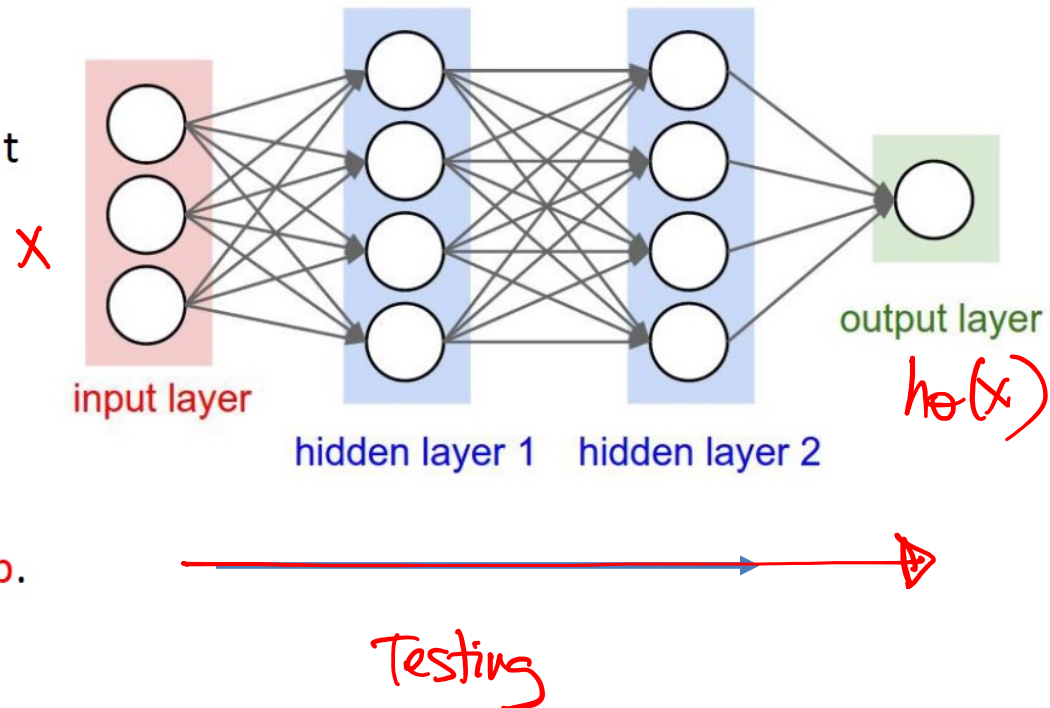 t
X
output layer
input layer
hθ(x)
hidden layer 1 hidden layer 2
.
Testing